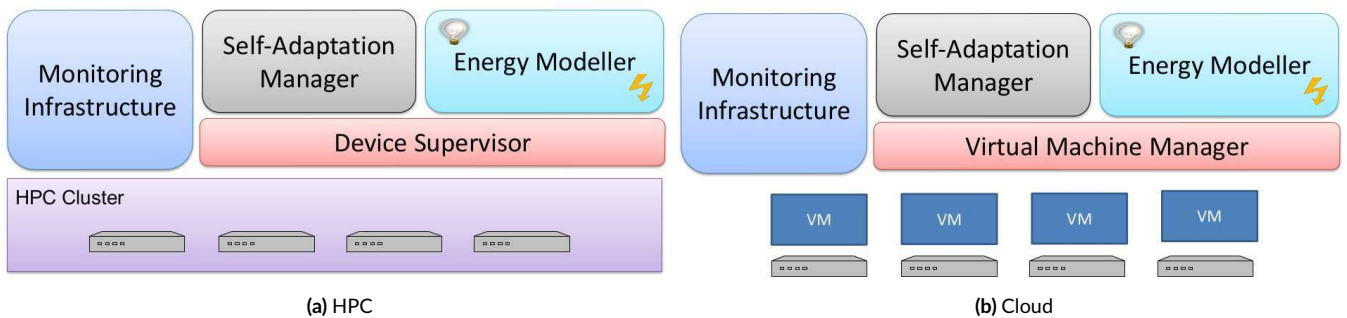 Monitoring
Infrastructure
Self-Adaptation
Manager
Energy Modeller
Device Supervisor
HPC Cluster
(a) HPC
Monitoring
Infrastructure
Self-Adaptation
Manager
Energy Modeller
Virtual Machine Manager
VM
VM
VM
VM
(b) Cloud